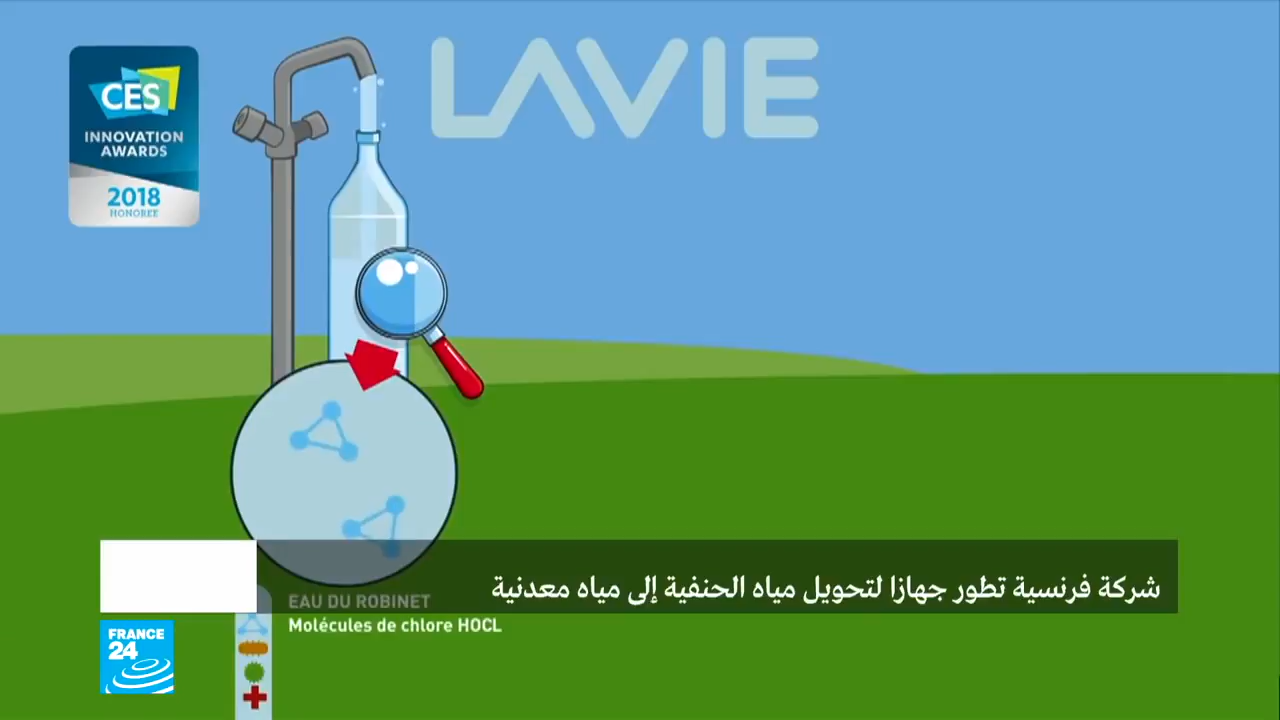 LAVIE
CES
INNOVATION
AWARDS
2018
HONOREE
شركة فرنسية تطور جهازا لتحويل مياه الحنفية إلى مياه معدنية
EAU DU ROBINET
Molécules de chlore HOCL
FRANCE
24